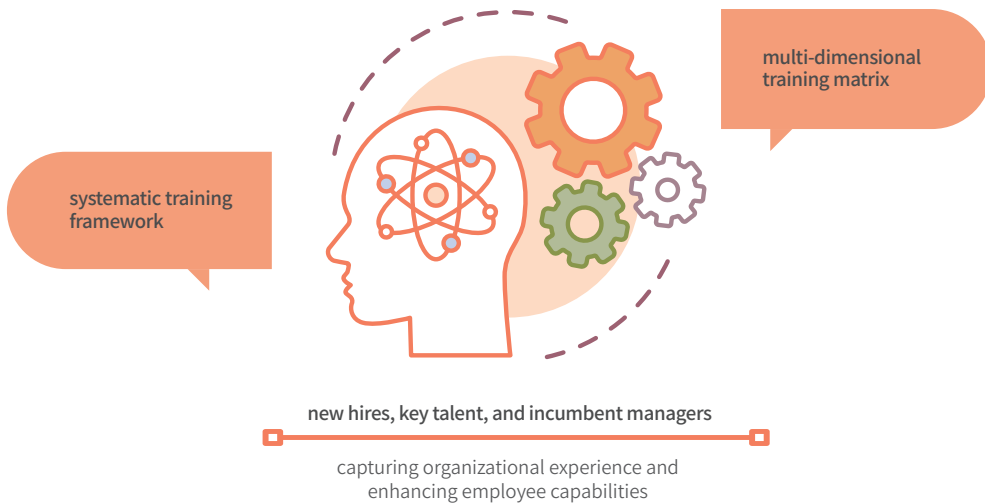 multi-dimensional
training matrix
systematic training
framework
new hires, key talent, and incumbent managers
capturing organizational experience and
enhancing employee capabilities